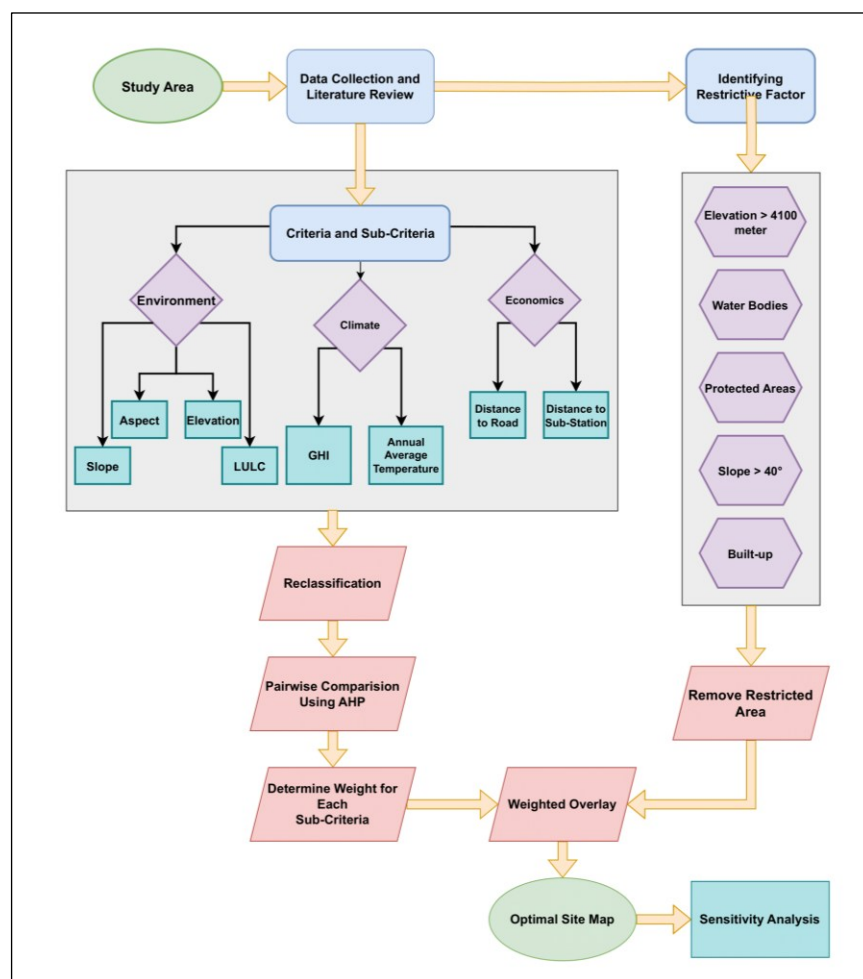 Study Area
Data Collection and
Literature Review
Identifying
Restrictive Factor
Criteria and Sub-Criteria
Environment
Climate
Economics
Slope
Aspect
Elevation
LULC
GHI
Annual
Average
Temperature
Distance
to Road
Distance to
Sub-Station
Elevation > 4100
meter
Water Bodies
Protected Areas
Slope > 40°
Built-up
Reclassification
Pairwise Comparision
Using AHP
Determine Weight for
Each
Sub-Criteria
Weighted Overlay
Remove Restricted
Area
Optimal Site Map
Sensitivity Analysis